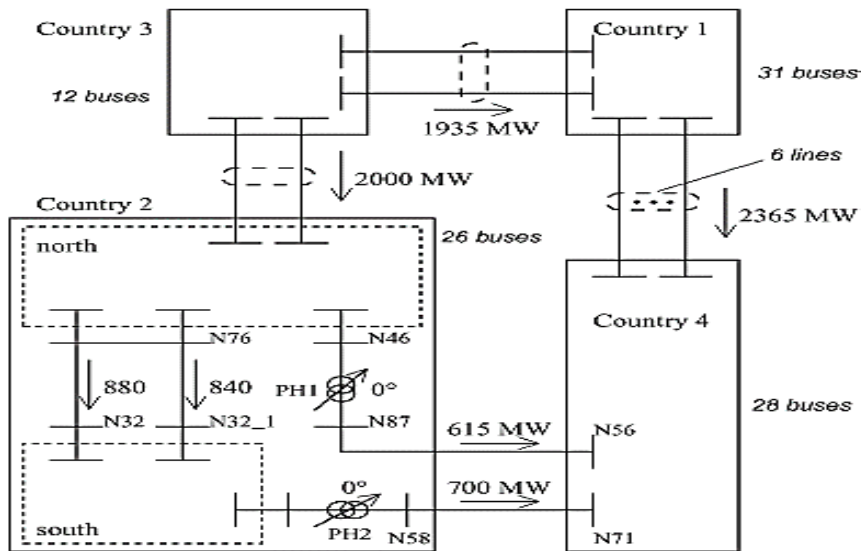 Country 3
Country 1
12 buses
31 buses
1935 MW
6 lines
2000 MW
2365 MW
Country 2
north
26 buses
Country 4
N76
N46
880
840
PH1
0°
N32
N32_1
N87
28 buses
615 MW
N56
0°
700 MW
south
PH2
N58
N71